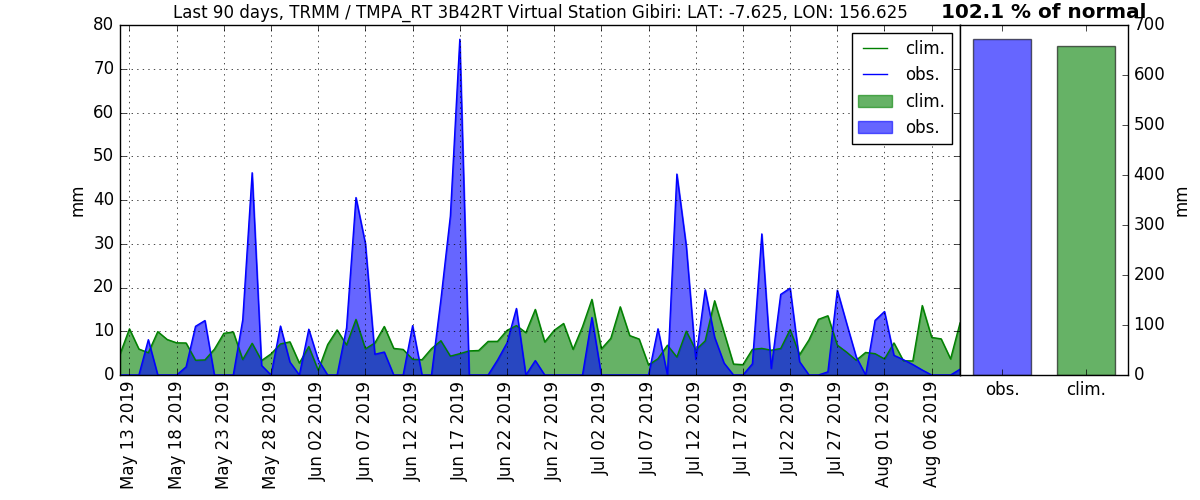 Last 90 days, TRMM / TMPA_RT 3B42RT Virtual Station Gibiri: LAT: -7.625, LON: 156.625
102.1 % of normal
80
70
60
50
40
30
20
10
0
mm
clim.
obs.
clim.
obs.
700
600
500
400
300
200
100
0
mm
May 13 2019
May 18 2019
May 23 2019
May 28 2019
Jun 02 2019
Jun 07 2019
Jun 12 2019
Jun 17 2019
Jun 22 2019
Jun 27 2019
Jul 02 2019
Jul 07 2019
Jul 12 2019
Jul 17 2019
Jul 22 2019
Jul 27 2019
Aug 01 2019
Aug 06 2019
obs.
clim.